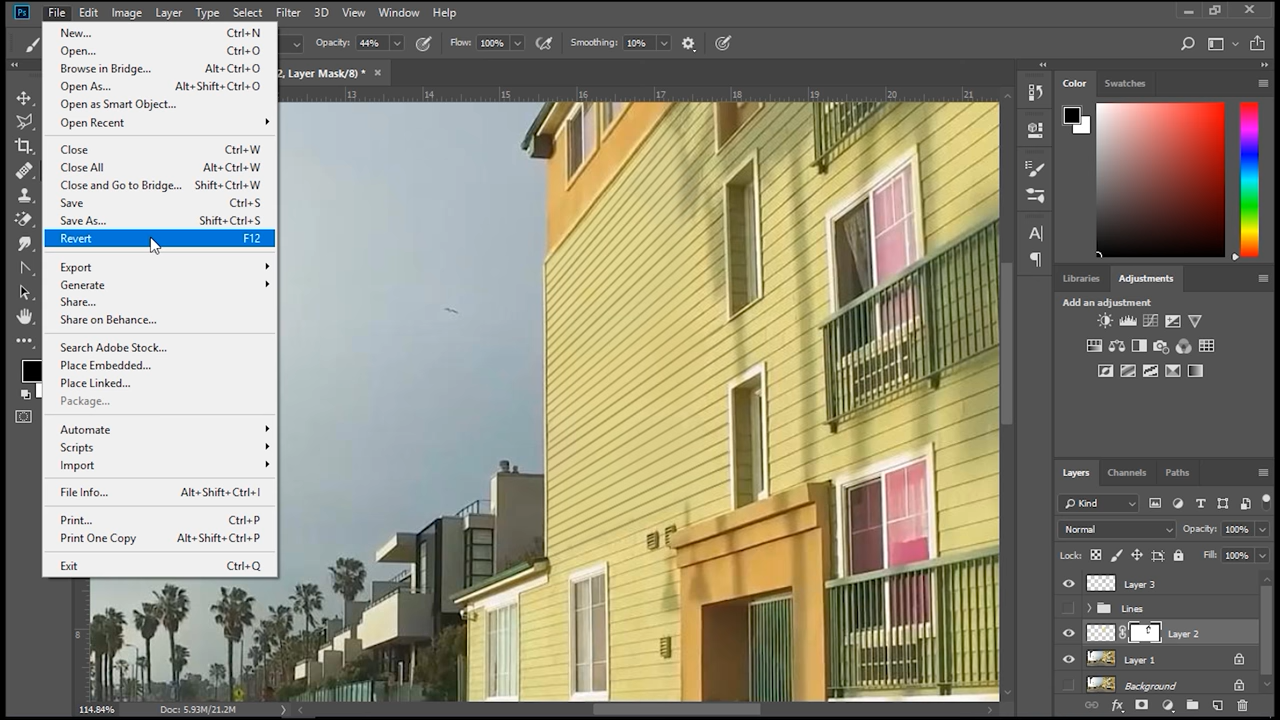 Ps File Edit Image Layer Type Select Filter 3D View Window Help
Opacity: 44% Flow: 100% Smoothing: 10%
2, Layer Mask/8) * ×
13 14 15 16 17 18 19 20 21
New... Ctrl+N
Open... Ctrl+O
Browse in Bridge... Alt+Ctrl+O
Open As... Alt+Shift+Ctrl+O
Open as Smart Object...
Open Recent
Close Ctrl+W
Close All Alt+Ctrl+W
Close and Go to Bridge... Shift+Ctrl+W
Save Ctrl+S
Save As... Shift+Ctrl+S
Revert F12
Export
Generate
Share...
Share on Behance...
Search Adobe Stock...
Place Embedded...
Place Linked...
Package...
Automate
Scripts
Import
File Info... Alt+Shift+Ctrl+I
Print... Ctrl+P
Print One Copy Alt+Shift+Ctrl+P
Exit Ctrl+Q
8
114.84% Doc: 5.93M/21.2M
Color Swatches
Libraries Adjustments
Add an adjustment
Layers Channels Paths
Kind
Normal Opacity: 100%
Lock: Fill: 100%
Layer 3
Lines
Layer 2
Layer 1
Background
fx